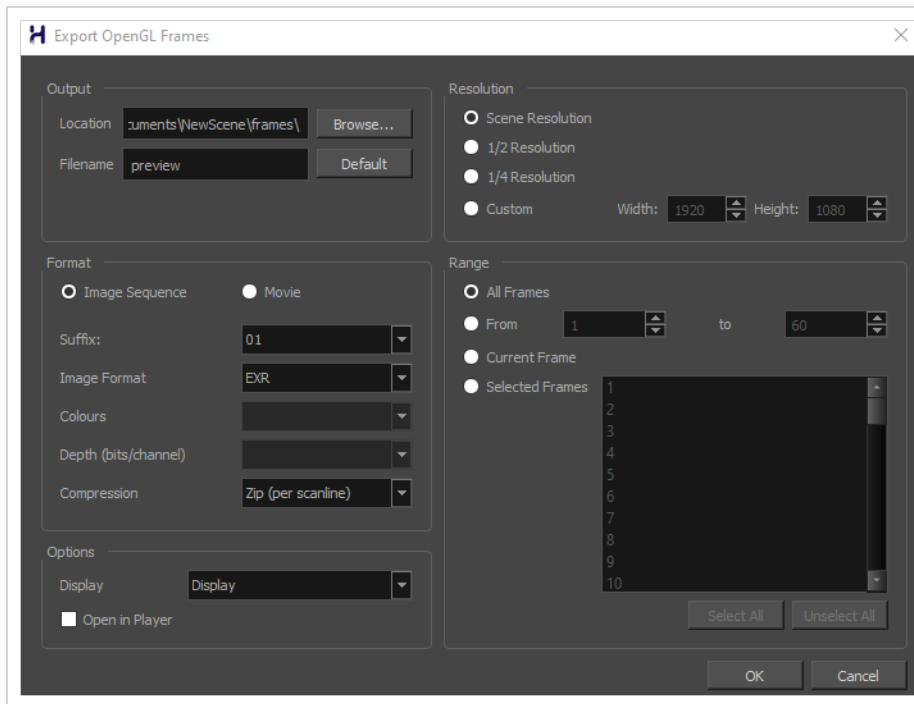 Export OpenGL Frames
Output
Location :uments\NewScene\frames\ Browse...
Filename preview Default
Resolution
Scene Resolution
1/2 Resolution
1/4 Resolution
Custom Width: 1920 Height: 1080
Format
Image Sequence Movie
Suffix: 01
Image Format EXR
Colours
Depth (bits/channel)
Compression Zip (per scanline)
Range
All Frames
From 1 to 60
Current Frame
Selected Frames 1
2
3
4
5
6
7
8
9
10
Select All Unselect All
Options
Display Display
Open in Player
OK Cancel